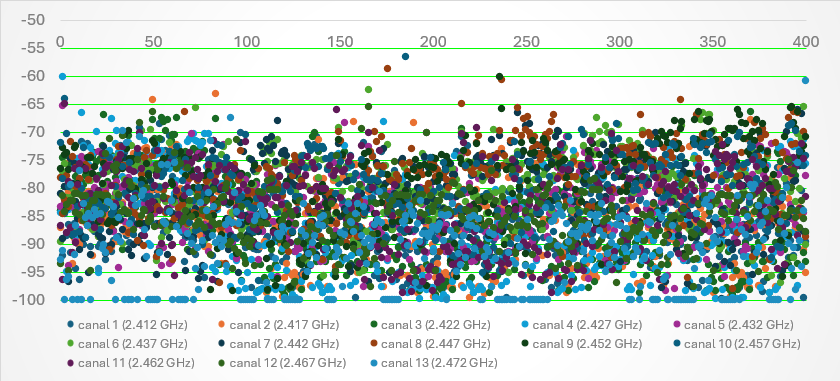 -50
0 50 100 150 200 250 300 350 400
-55
-60
-65
-70
-75
-80
-85
-90
-95
-100
canal 1 (2.412 GHz) canal 2 (2.417 GHz) canal 3 (2.422 GHz) canal 4 (2.427 GHz) canal 5 (2.432 GHz)
canal 6 (2.437 GHz) canal 7 (2.442 GHz) canal 8 (2.447 GHz) canal 9 (2.452 GHz) canal 10 (2.457 GHz)
canal 11 (2.462 GHz) canal 12 (2.467 GHz) canal 13 (2.472 GHz)